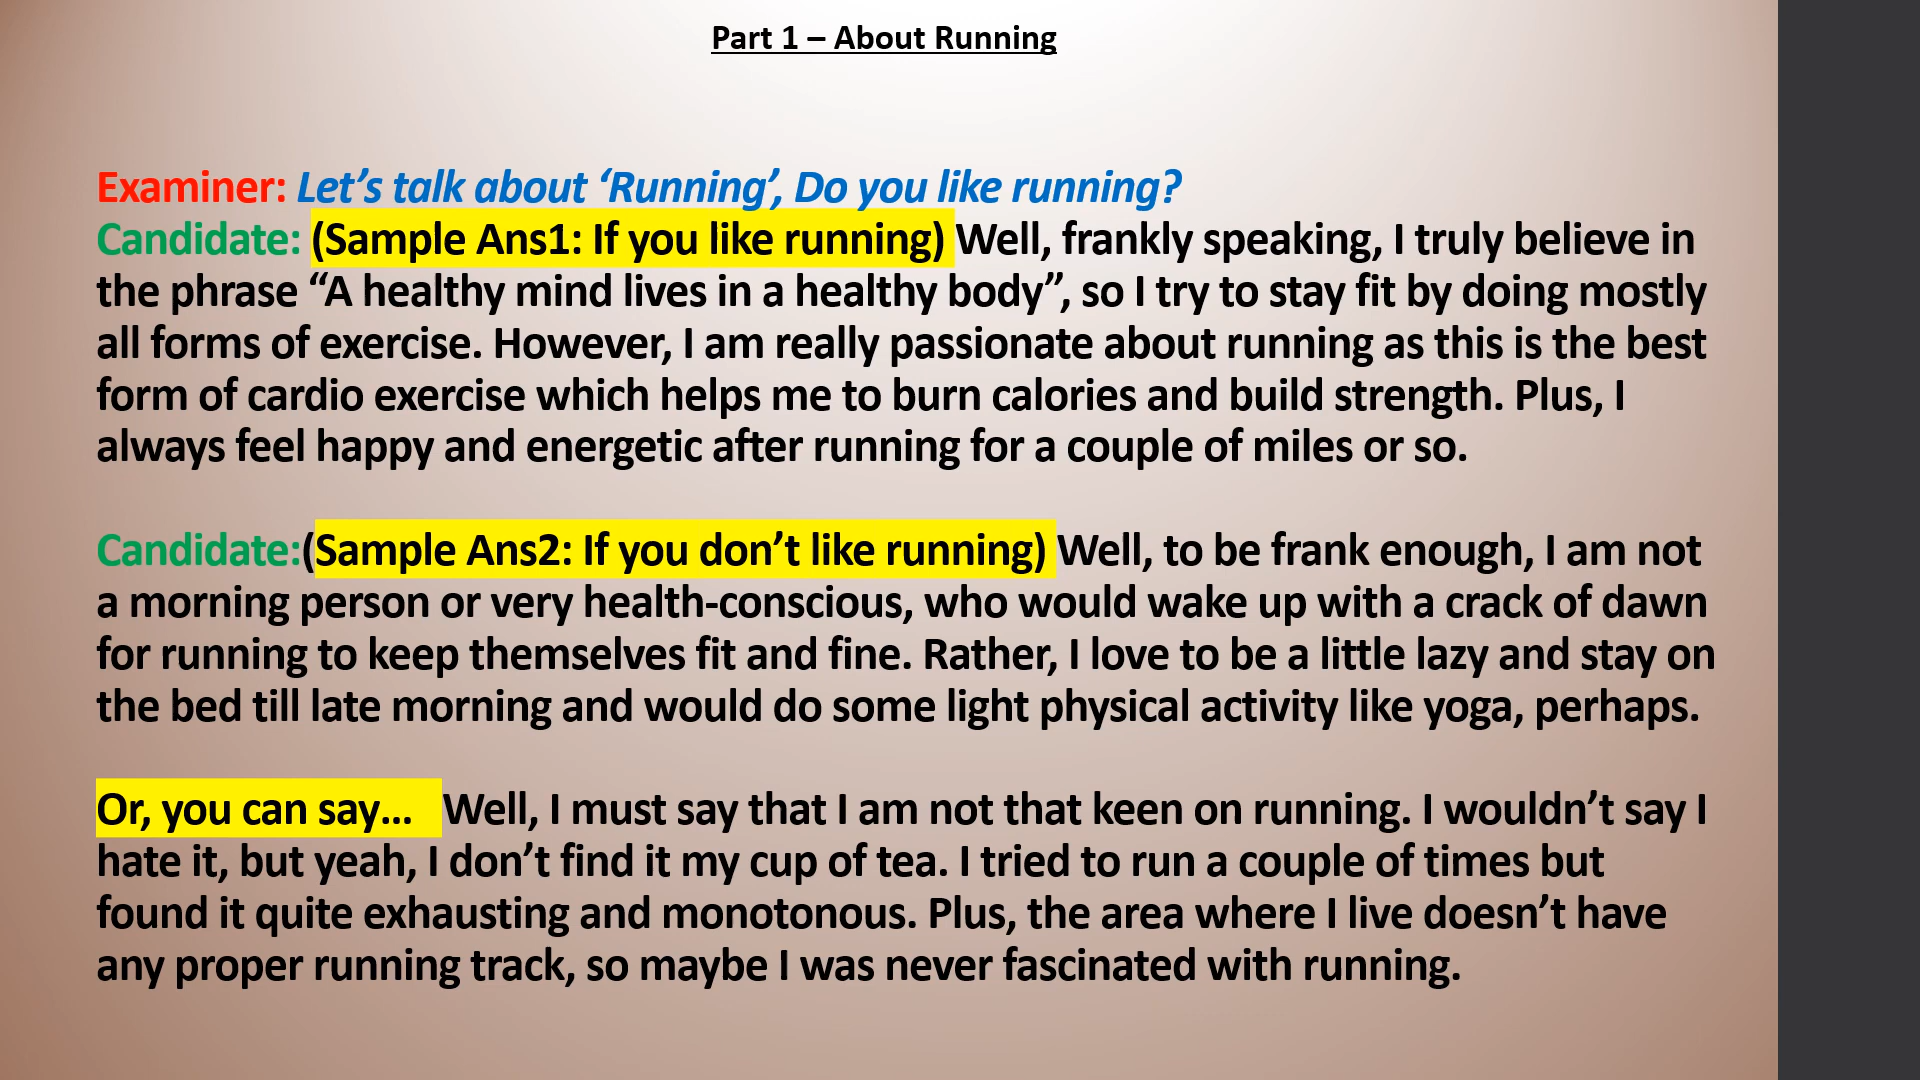 Part 1 – About Running
Examiner: Let’s talk about ‘Running’, Do you like running?
Candidate: (Sample Ans1: If you like running) Well, frankly speaking, I truly believe in
the phrase “A healthy mind lives in a healthy body”, so I try to stay fit by doing mostly
all forms of exercise. However, I am really passionate about running as this is the best
form of cardio exercise which helps me to burn calories and build strength. Plus, I
always feel happy and energetic after running for a couple of miles or so.
Candidate:(Sample Ans2: If you don’t like running) Well, to be frank enough, I am not
a morning person or very health-conscious, who would wake up with a crack of dawn
for running to keep themselves fit and fine. Rather, I love to be a little lazy and stay on
the bed till late morning and would do some light physical activity like yoga, perhaps.
Or, you can say... Well, I must say that I am not that keen on running. I wouldn’t say I
hate it, but yeah, I don’t find it my cup of tea. I tried to run a couple of times but
found it quite exhausting and monotonous. Plus, the area where I live doesn’t have
any proper running track, so maybe I was never fascinated with running.